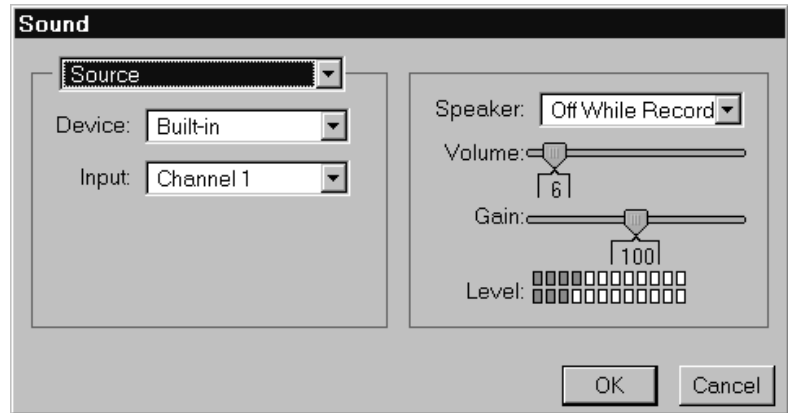 Sound
Source
Device: Built-in
Input: Channel 1
Speaker: Off While Record
Volume:
6
Gain:
100
Level:
OK Cancel